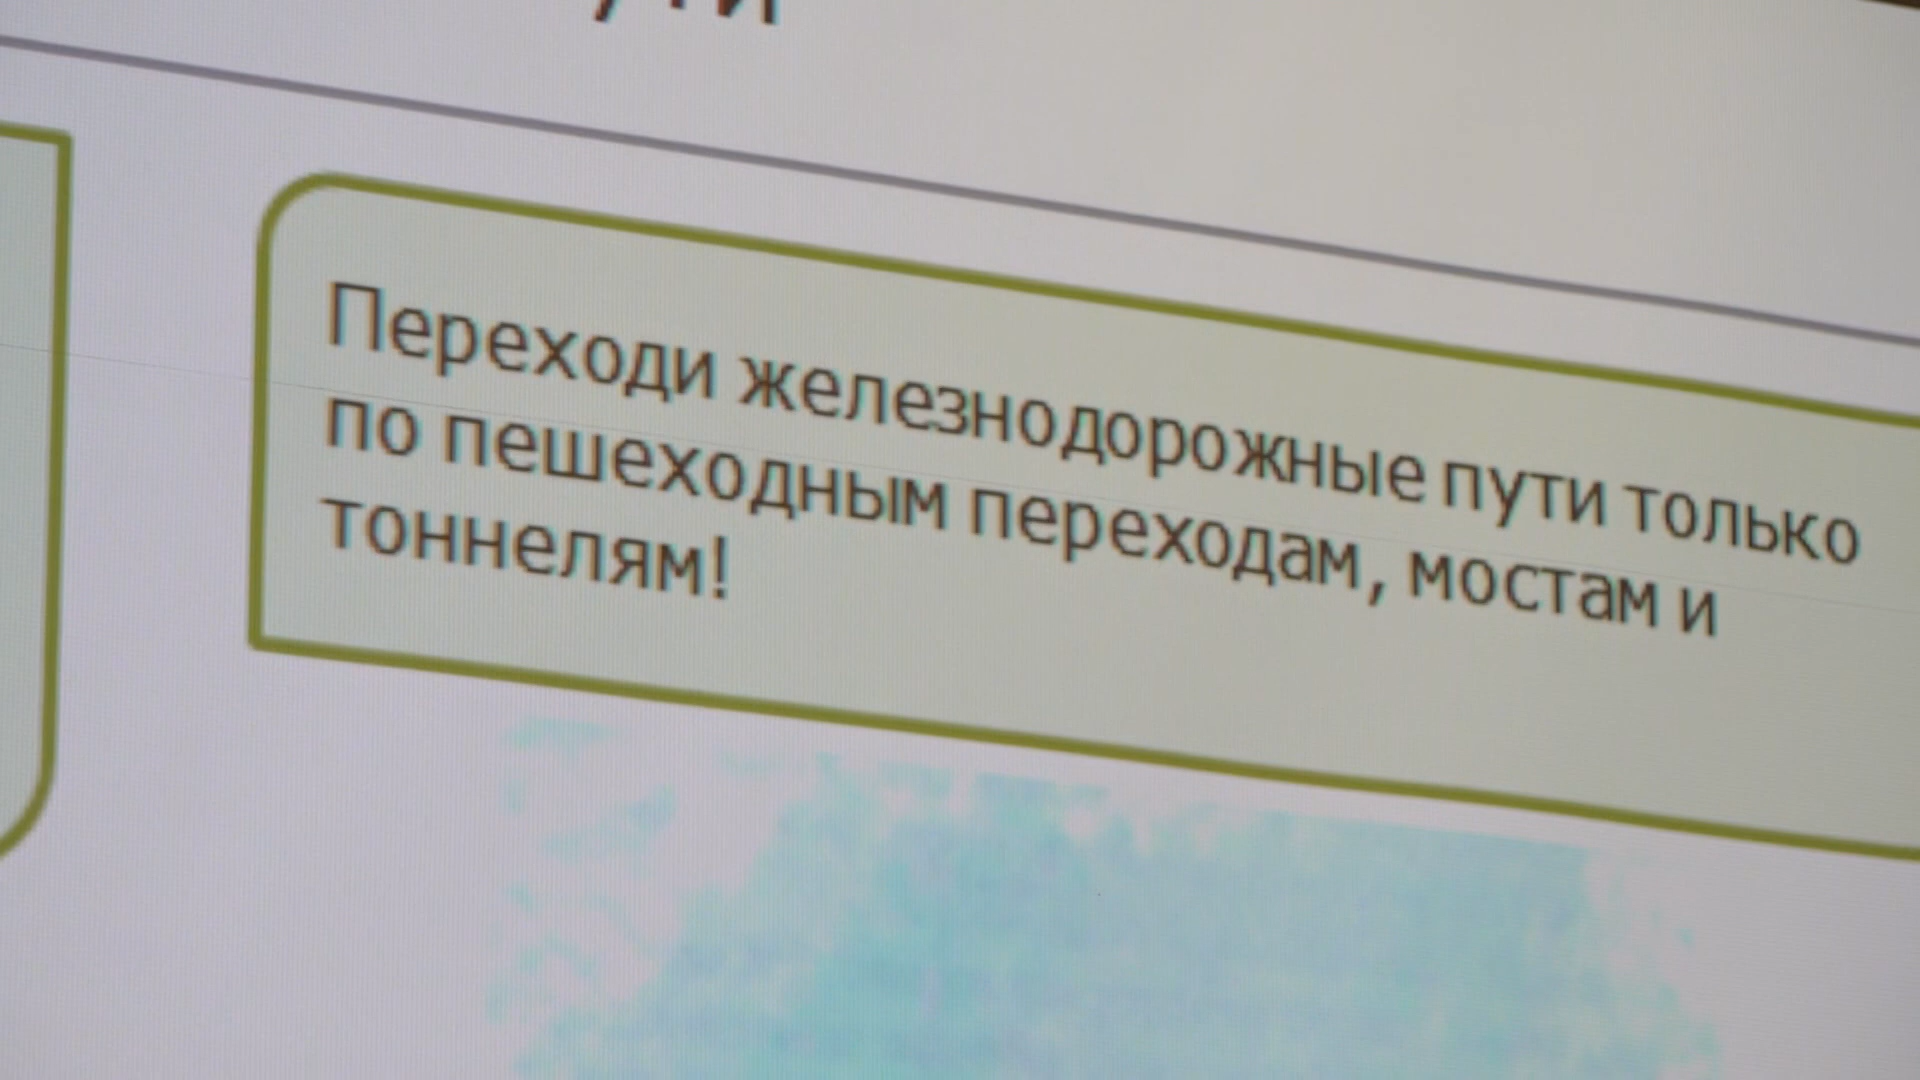 Переходи железнодорожные пути только
по пешеходным переходам, мостам и
тоннелям!